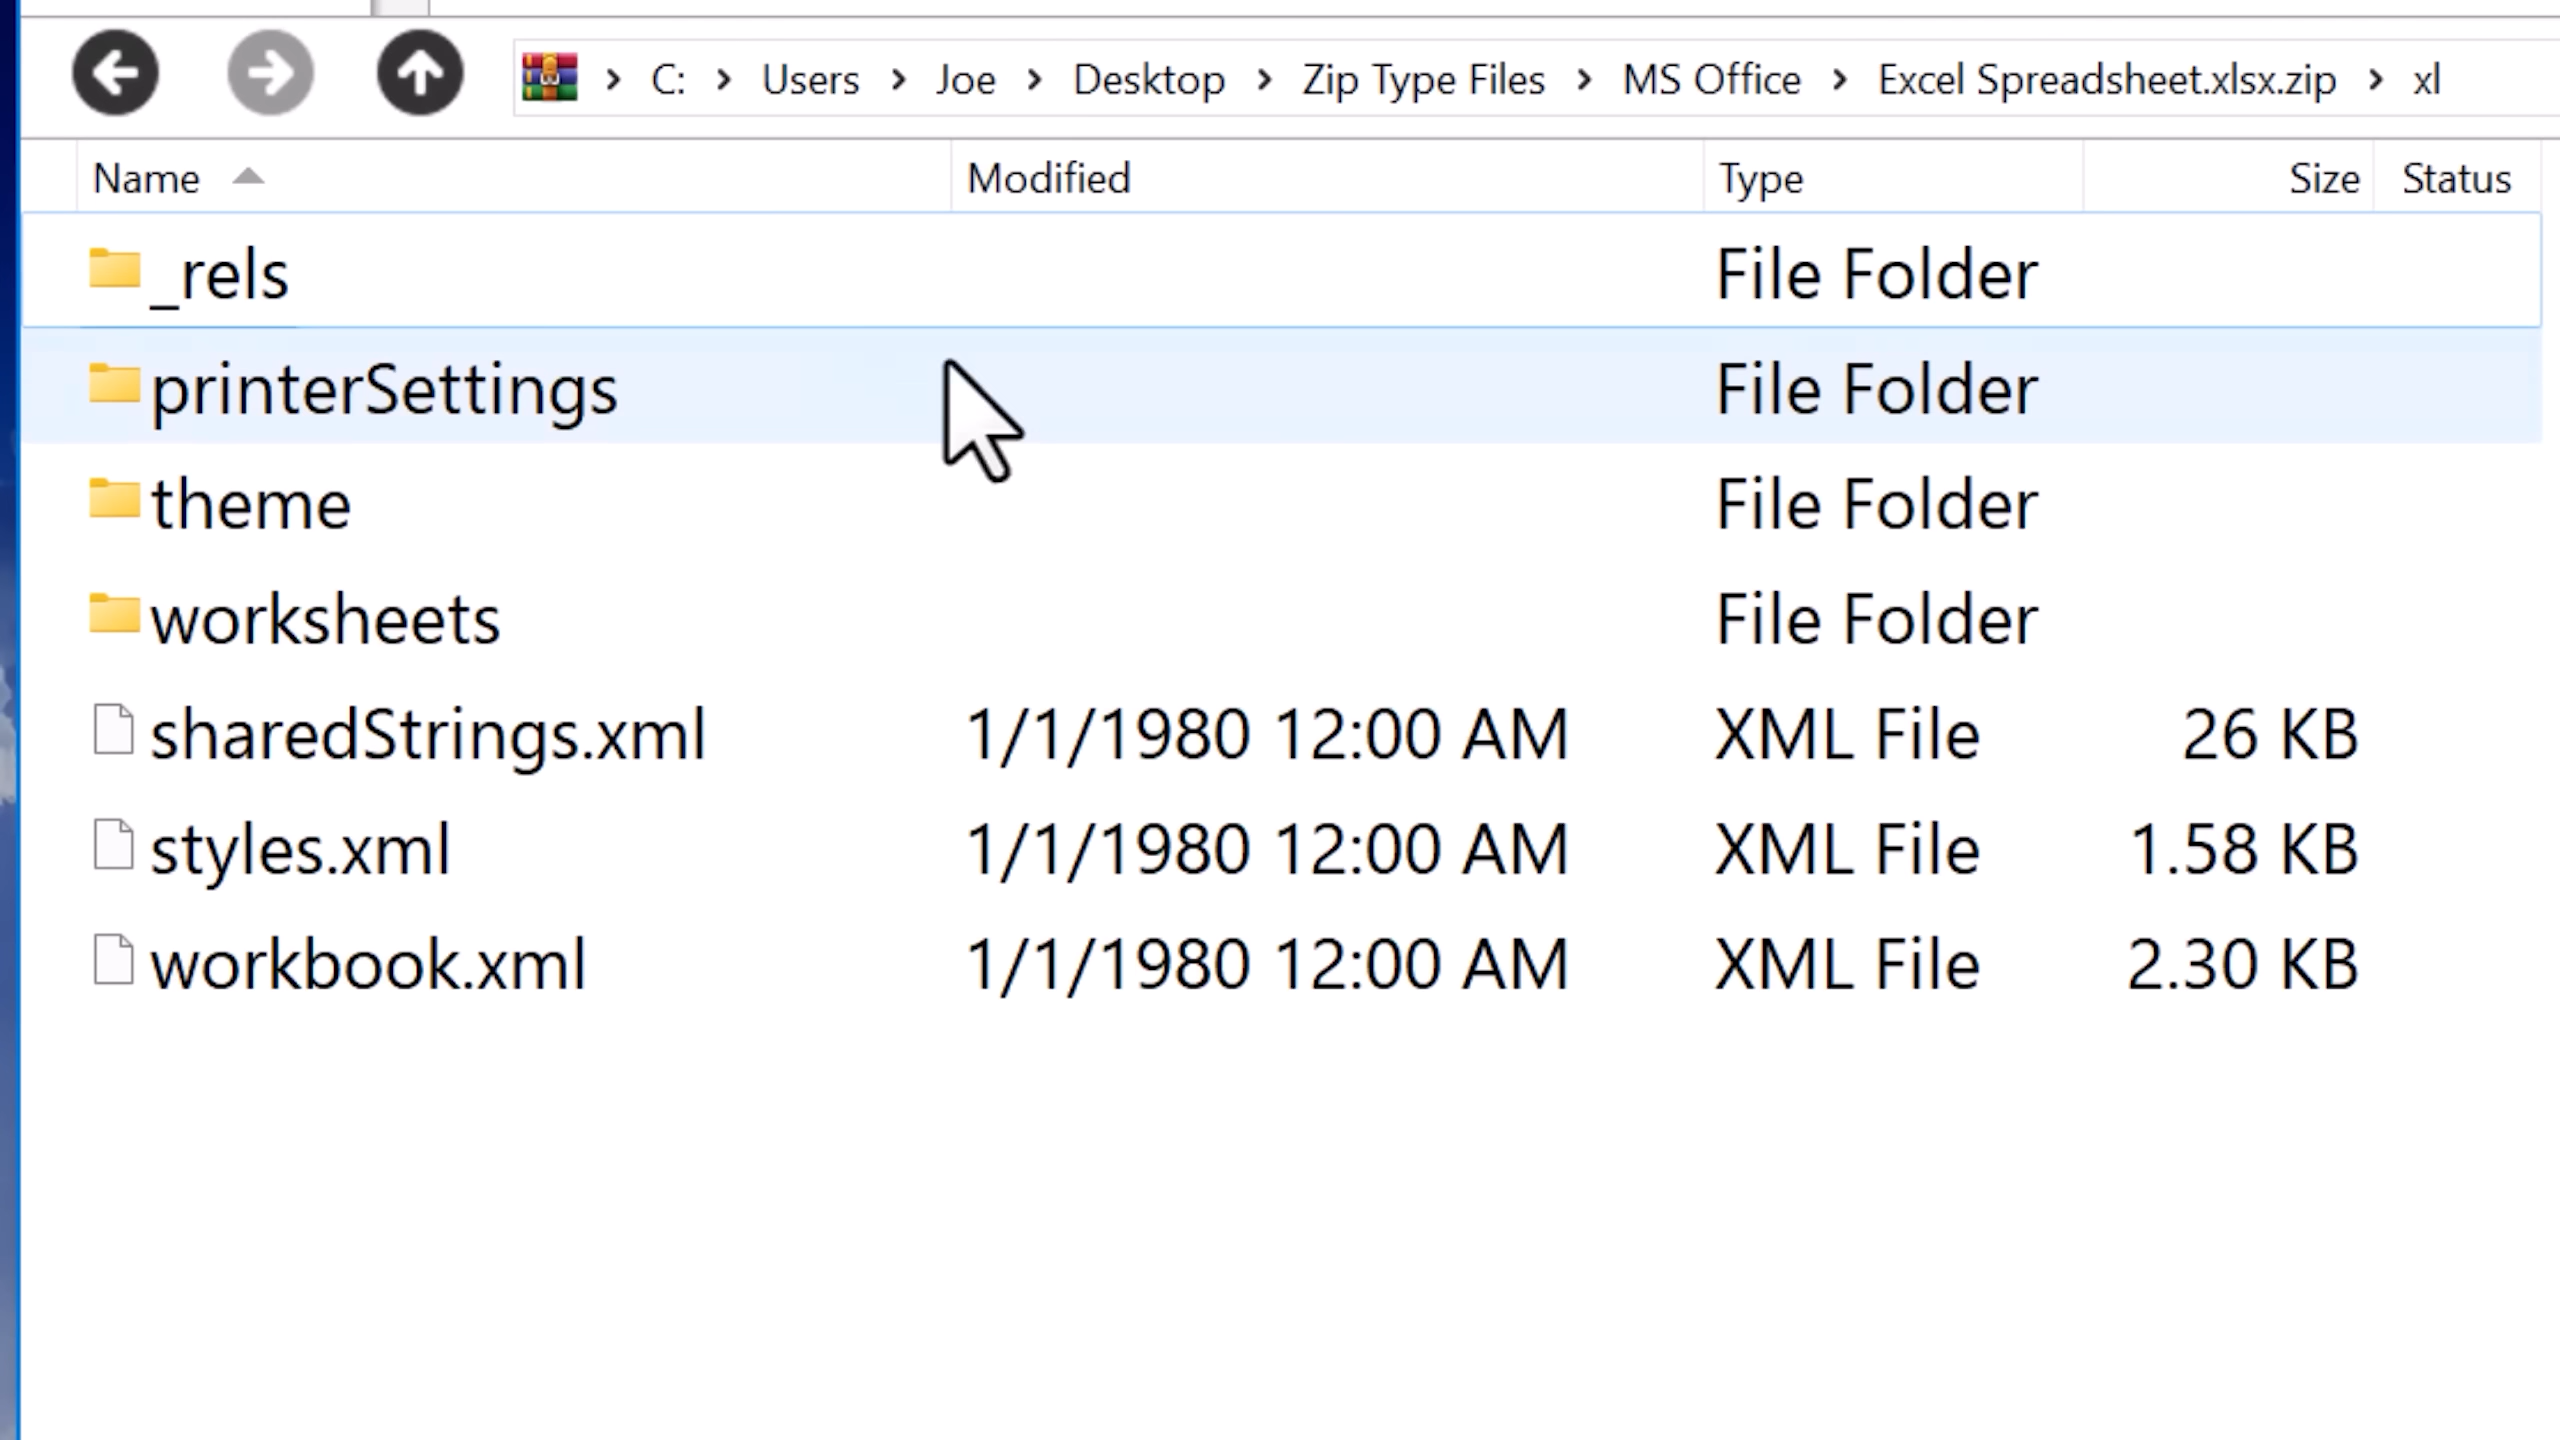 C: Users Joe Desktop Zip Type Files MS Office Excel Spreadsheet.xlsx.zip xl
Name Modified Type Size Status
_rels File Folder
printerSettings File Folder
theme File Folder
worksheets File Folder
sharedStrings.xml 1/1/1980 12:00 AM XML File 26 KB
styles.xml 1/1/1980 12:00 AM XML File 1.58 KB
workbook.xml 1/1/1980 12:00 AM XML File 2.30 KB